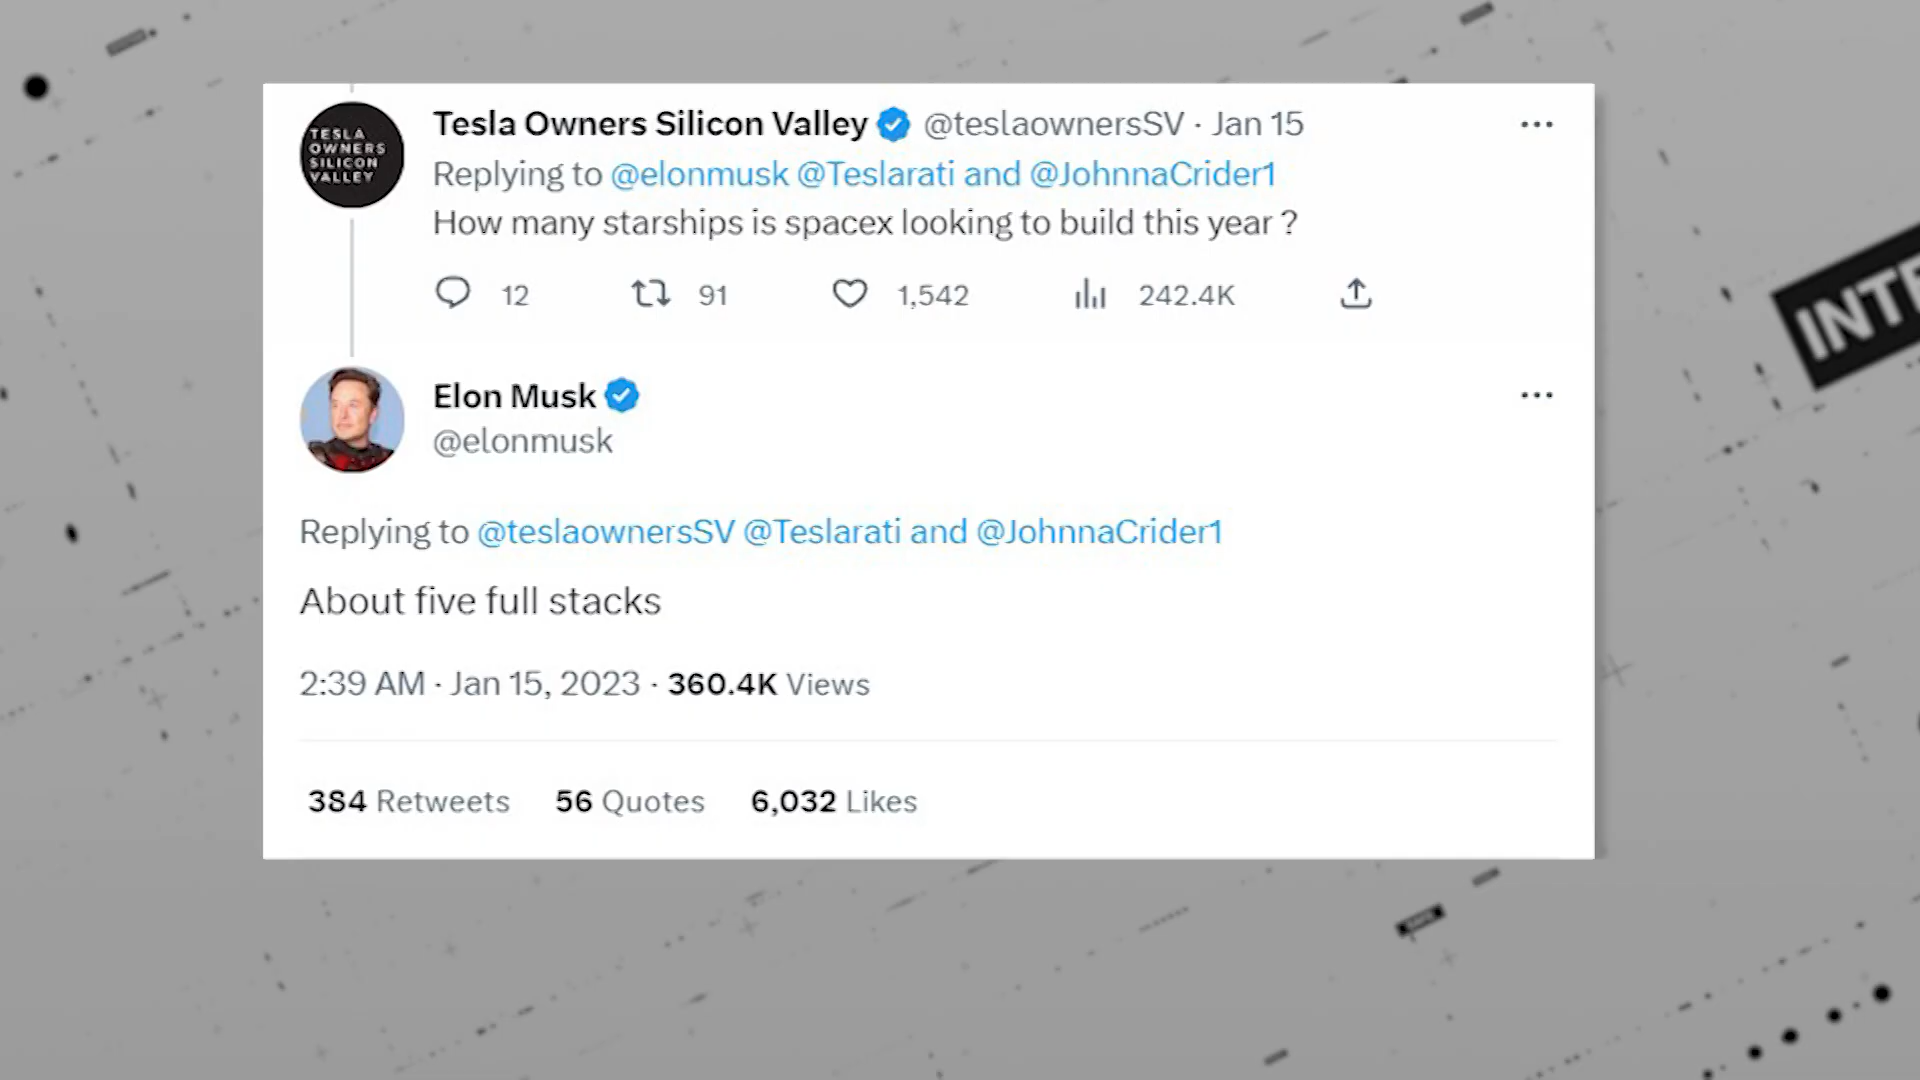 TESLA
OWNERS
SILICON
VALLEY
Tesla Owners Silicon Valley @teslaownersSV · Jan 15
Replying to @elonmusk @Teslarati and @JohnnaCrider1
How many starships is spacex looking to build this year ?
12 91 1,542 242.4K
Elon Musk
@elonmusk
Replying to @teslaownersSV @Teslarati and @JohnnaCrider1
About five full stacks
2:39 AM · Jan 15, 2023 · 360.4K Views
384 Retweets 56 Quotes 6,032 Likes